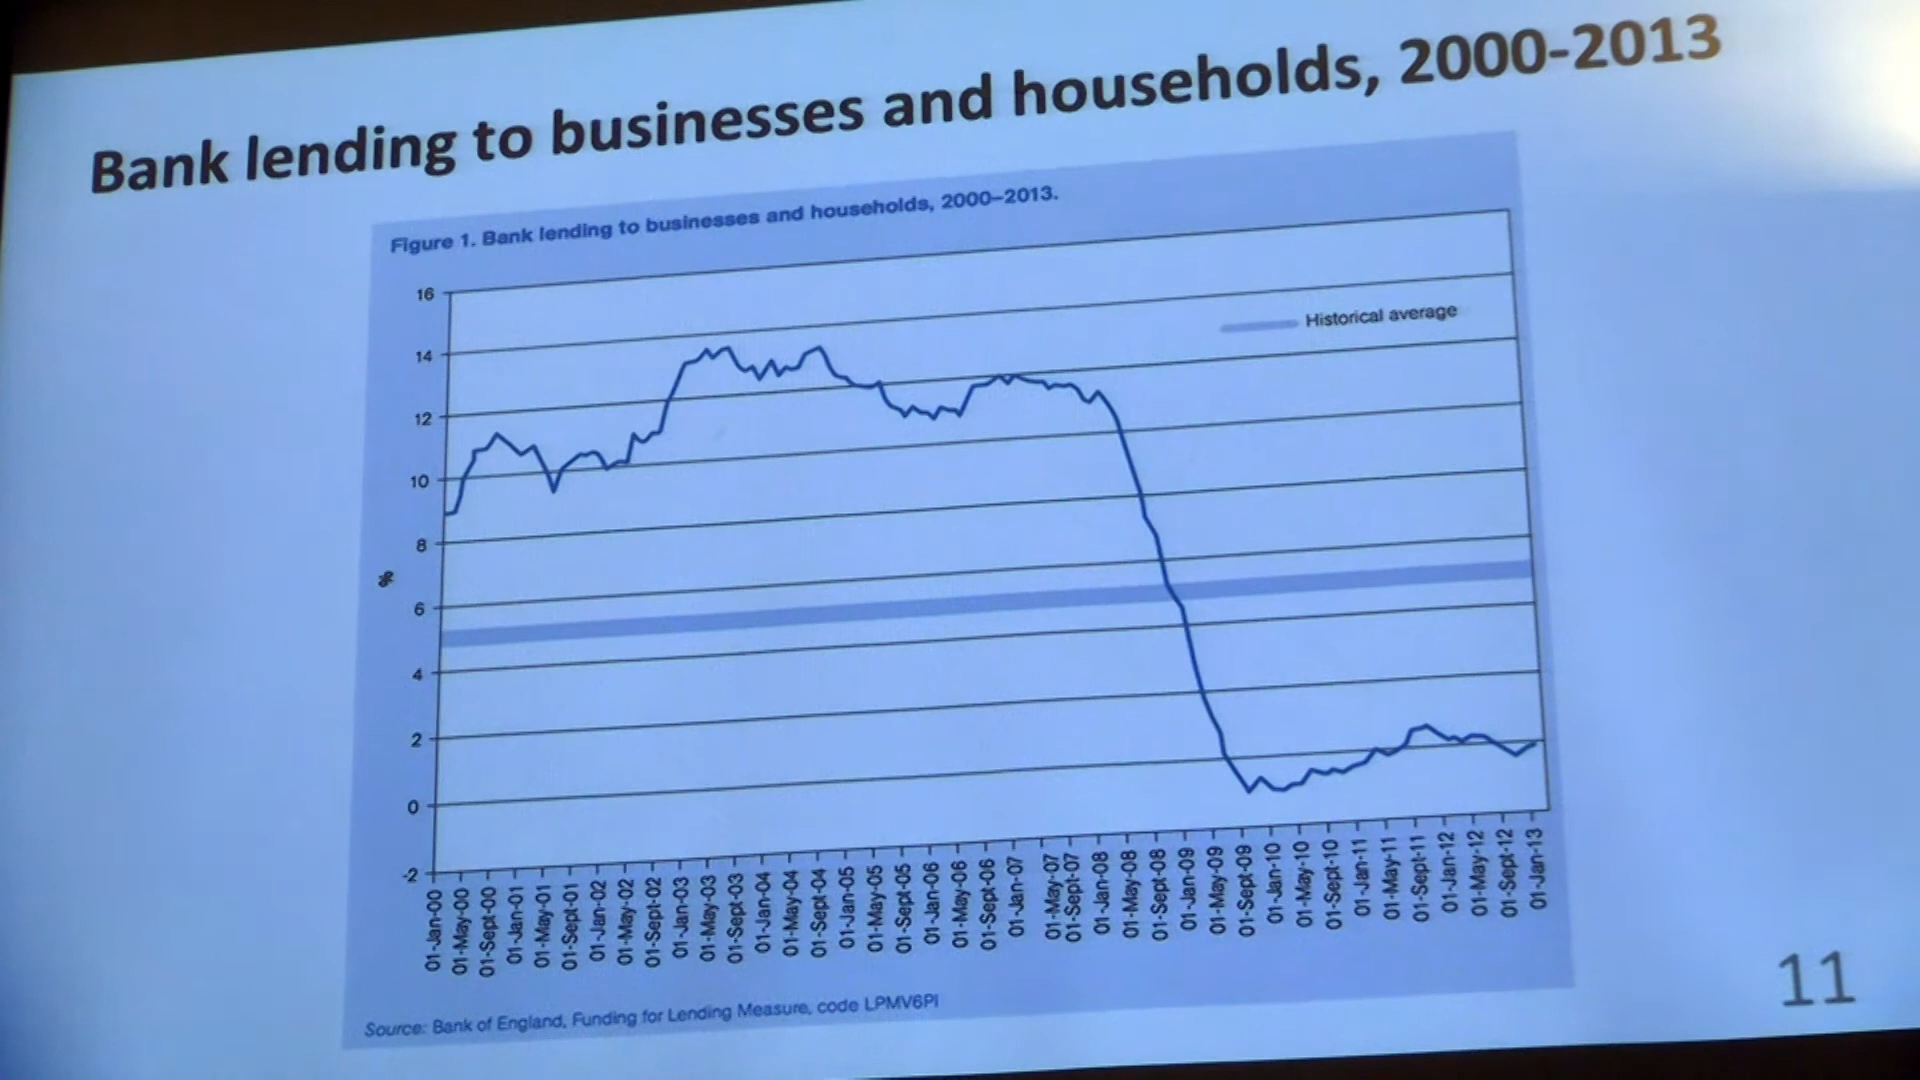 Bank lending to businesses and households, 2000-2013
Figure 1. Bank lending to businesses and households, 2000–2013.
16
14
12
10
8
6
4
2
0
-2
%
Historical average
01-Jan-00
01-May-00
01-Sept-00
01-Jan-01
01-May-01
01-Sept-01
01-Jan-02
01-May-02
01-Sept-02
01-Jan-03
01-May-03
01-Sept-03
01-Jan-04
01-May-04
01-Sept-04
01-Jan-05
01-May-05
01-Sept-05
01-Jan-06
01-May-06
01-Sept-06
01-Jan-07
01-May-07
01-Sept-07
01-Jan-08
01-May-08
01-Sept-08
01-Jan-09
01-May-09
01-Sept-09
01-Jan-10
01-May-10
01-Sept-10
01-Jan-11
01-May-11
01-Sept-11
01-Jan-12
01-May-12
01-Sept-12
01-Jan-13
Source: Bank of England, Funding for Lending Measure, code LPMV6PI
11